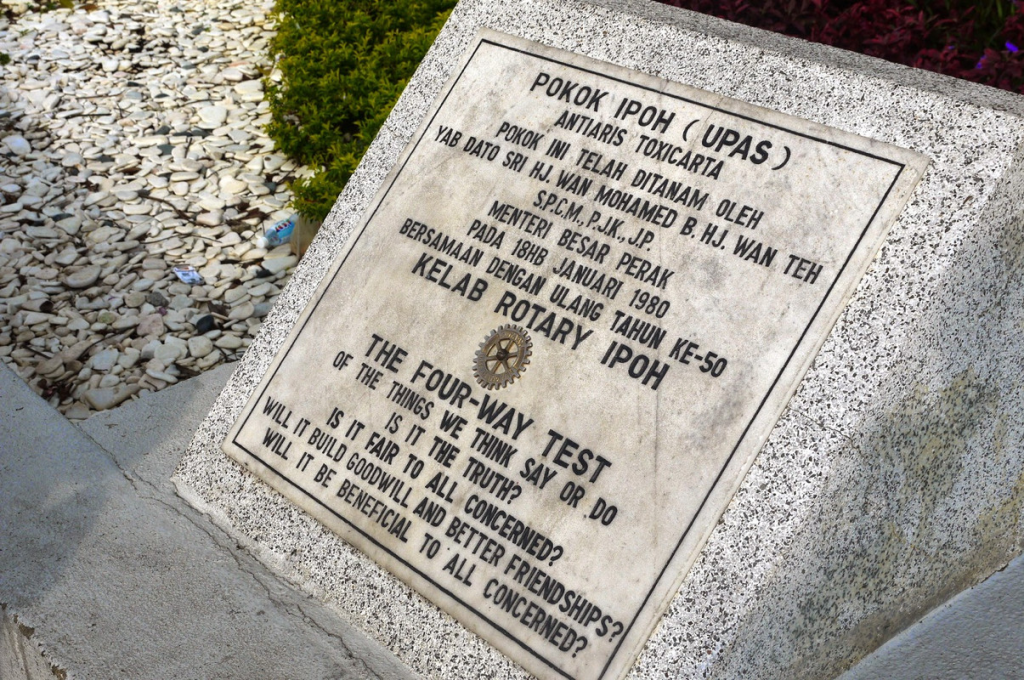 POKOK IPOH ( UPAS )
ANTIARIS TOXICARTA
POKOK INI TELAH DITANAM OLEH
YAB DATO SRI HJ. WAN MOHAMED B. HJ. WAN TEH
S.P.C.M., P.J.K., J.P.
MENTERI BESAR PERAK
PADA 18HB JANUARI 1980
BERSAMAAN DENGAN ULANG TAHUN KE-50
KELAB ROTARY IPOH
THE FOUR-WAY TEST
OF THE THINGS WE THINK SAY OR DO
IS IT THE TRUTH?
IS IT FAIR TO ALL CONCERNED?
WILL IT BUILD GOODWILL AND BETTER FRIENDSHIPS?
WILL IT BE BENEFICIAL TO ALL CONCERNED?